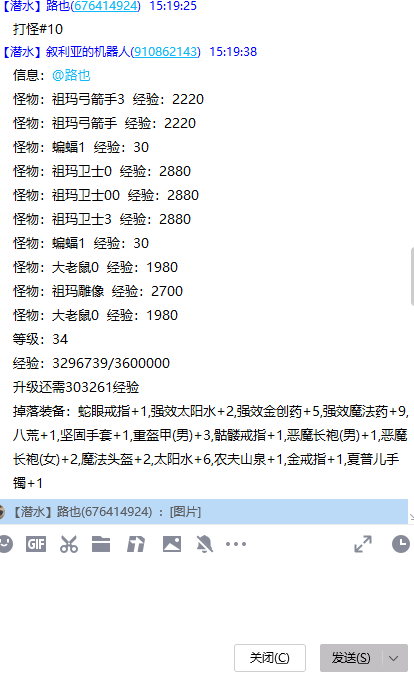 【潜水】路也(676414924) 15:19:25
打怪#10
【潜水】叙利亚的机器人(910862143) 15:19:38
信息：@路也
怪物：祖玛弓箭手3 经验：2220
怪物：祖玛弓箭手 经验：2220
怪物：蝙蝠1 经验：30
怪物：祖玛卫士0 经验：2880
怪物：祖玛卫士00 经验：2880
怪物：祖玛卫士3 经验：2880
怪物：蝙蝠1 经验：30
怪物：大老鼠0 经验：1980
怪物：祖玛雕像 经验：2700
怪物：大老鼠0 经验：1980
等级：34
经验：3296739/3600000
升级还需303261经验
掉落装备：蛇眼戒指+1,强效太阳水+2,强效金创药+5,强效魔法药+9,
八荒+1,坚固手套+1,重盔甲(男)+3,骷髅戒指+1,恶魔长袍(男)+1,恶魔
长袍(女)+2,魔法头盔+2,太阳水+6,农夫山泉+1,金戒指+1,夏普儿手
镯+1
【潜水】路也(676414924) ：[图片]
GIF
关闭(C) 发送(S)